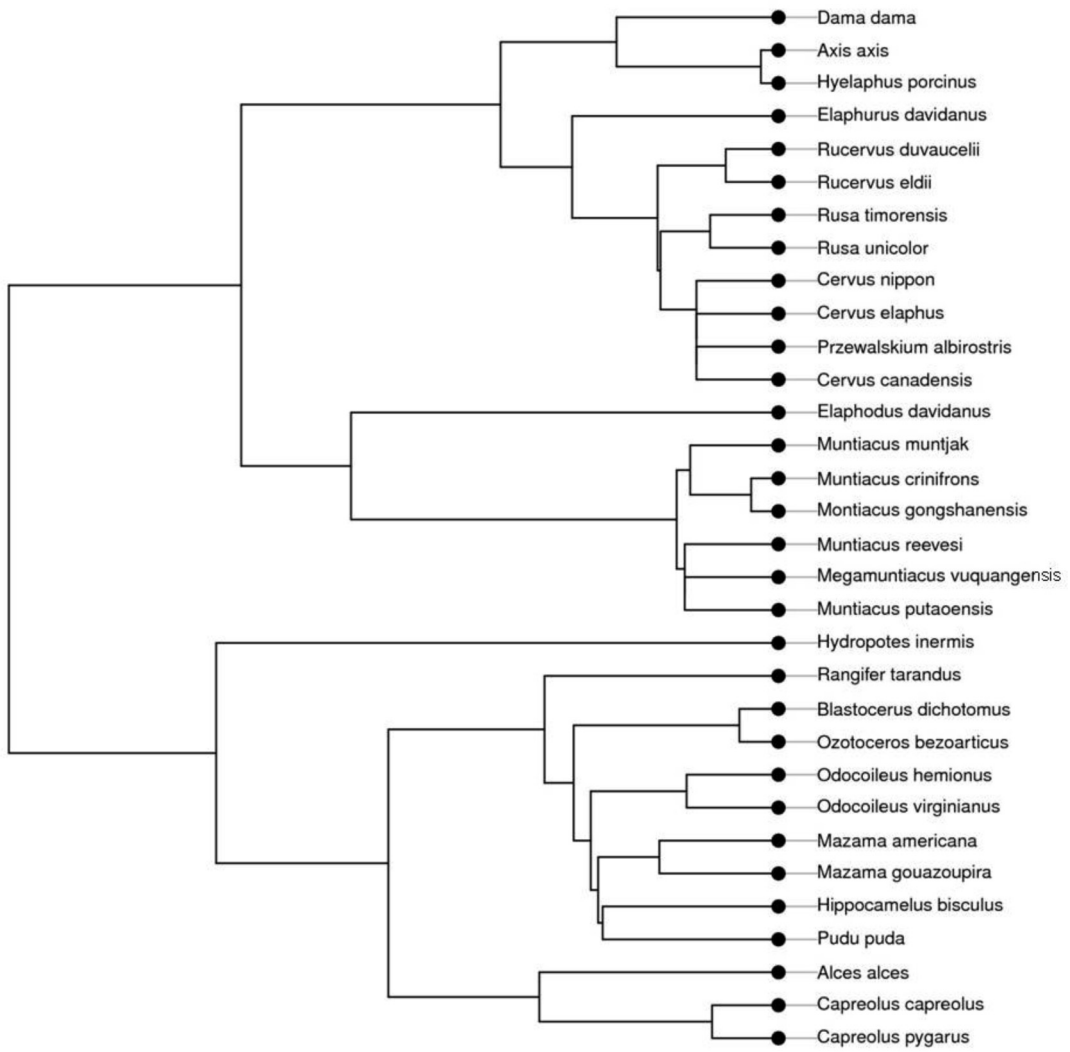 Dama dama
Axis axis
Hyelaphus porcinus
Elaphurus davidanus
Rucervus duvaucelii
Rucervus eldii
Rusa timorensis
Rusa unicolor
Cervus nippon
Cervus elaphus
Przewalskium albirostris
Cervus canadensis
Elaphodus davidanus
Muntiacus muntjak
Muntiacus crinifrons
Montiacus gongshanensis
Muntiacus reevesi
Megamuntiacus vuquangensis
Muntiacus putaoensis
Hydropotes inermis
Rangifer tarandus
Blastocerus dichotomus
Ozotoceros bezoarticus
Odocoileus hemionus
Odocoileus virginianus
Mazama americana
Mazama gouazoupira
Hippocamelus bisculus
Pudu puda
Alces alces
Capreolus capreolus
Capreolus pygarus